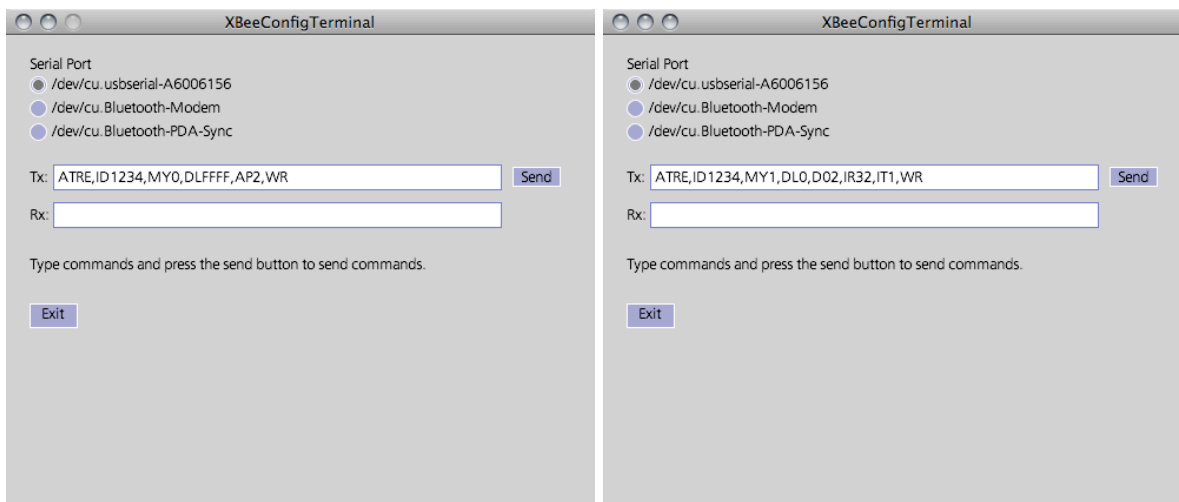 XBeeConfigTerminal
Serial Port
/dev/cu.usbserial-A6006156
/dev/cu.Bluetooth-Modem
/dev/cu.Bluetooth-PDA-Sync
Tx: ATRE,ID1234,MY0,DLFFFF,AP2,WR Send
Rx:
Type commands and press the send button to send commands.
Exit
XBeeConfigTerminal
Serial Port
/dev/cu.usbserial-A6006156
/dev/cu.Bluetooth-Modem
/dev/cu.Bluetooth-PDA-Sync
Tx: ATRE,ID1234,MY1,DL0,D02,IR32,IT1,WR Send
Rx:
Type commands and press the send button to send commands.
Exit